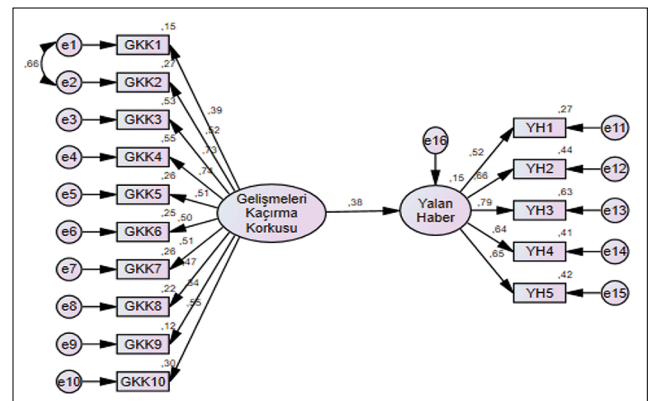 ,15
e1 GKK1
,66
,27
e2 GKK2
,53
e3 GKK3
,55
e4 GKK4
,26
e5 GKK5
,25
e6 GKK6
,26
e7 GKK7
,22
e8 GKK8
,12
e9 GKK9
,30
e10 GKK10
,39
,52
,73
,74
,51
,50
,51
,47
,34
,55
Gelişmeleri
Kaçırma
Korkusu
,38
e16
,15
Yalan
Haber
,52
,66
,79
,64
,65
,27
YH1 e11
,44
YH2 e12
,63
YH3 e13
,41
YH4 e14
,42
YH5 e15